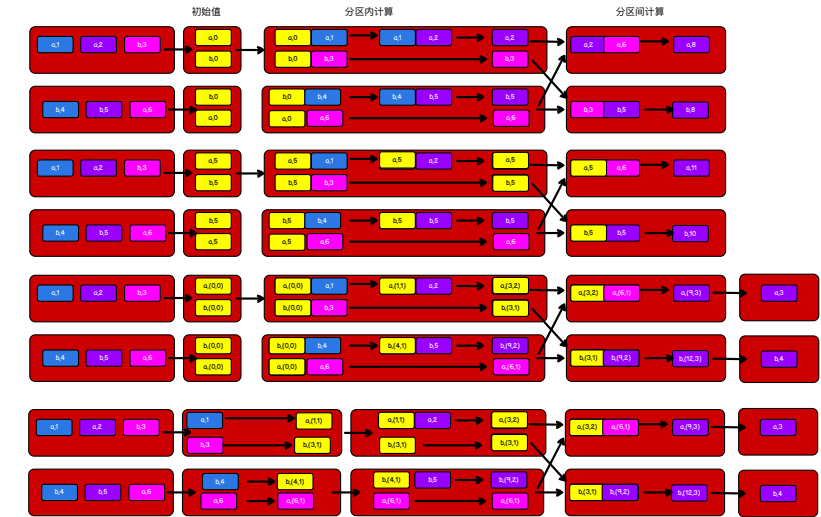 初始值 分区内计算 分区间计算
a,1 a,2 b,3 a,0 a,0 a,1 a,1 a,2 a,2 a,2 a,6 a,8
b,0 b,0 b,3 b,3
b,4 b,5 a,6 b,0 b,0 b,4 b,4 b,5 b,5 b,3 b,5 b,8
a,0 a,0 a,6 a,6
a,1 a,2 b,3 a,5 a,5 a,1 a,5 a,2 a,5 a,5 a,6 a,11
b,5 b,5 b,3 b,5
b,4 b,5 a,6 b,5 b,5 b,4 b,5 b,5 b,5 b,5 b,5 b,10
a,5 a,5 a,6 a,6
a,1 a,2 b,3 a,(0,0) a,(0,0) a,1 a,(1,1) a,2 a,(3,2) a,(3,2) a,(6,1) a,(9,3) a,3
b,(0,0) b,(0,0) b,3 b,(3,1)
b,4 b,5 a,6 b,(0,0) b,(0,0) b,4 b,(4,1) b,5 b,(9,2) b,(3,1) b,(9,2) b,(12,3) b,4
a,(0,0) a,(0,0) a,6 a,(6,1)
a,1 a,2 b,3 a,1 a,(1,1) a,(1,1) a,2 a,(3,2) a,(3,2) a,(6,1) a,(9,3) a,3
b,3 b,(3,1) b,(3,1) b,(3,1)
b,4 b,5 a,6 b,4 b,(4,1) b,(4,1) b,5 b,(9,2) b,(3,1) b,(9,2) b,(12,3) b,4
a,6 a,(6,1) a,(6,1) a,(6,1)